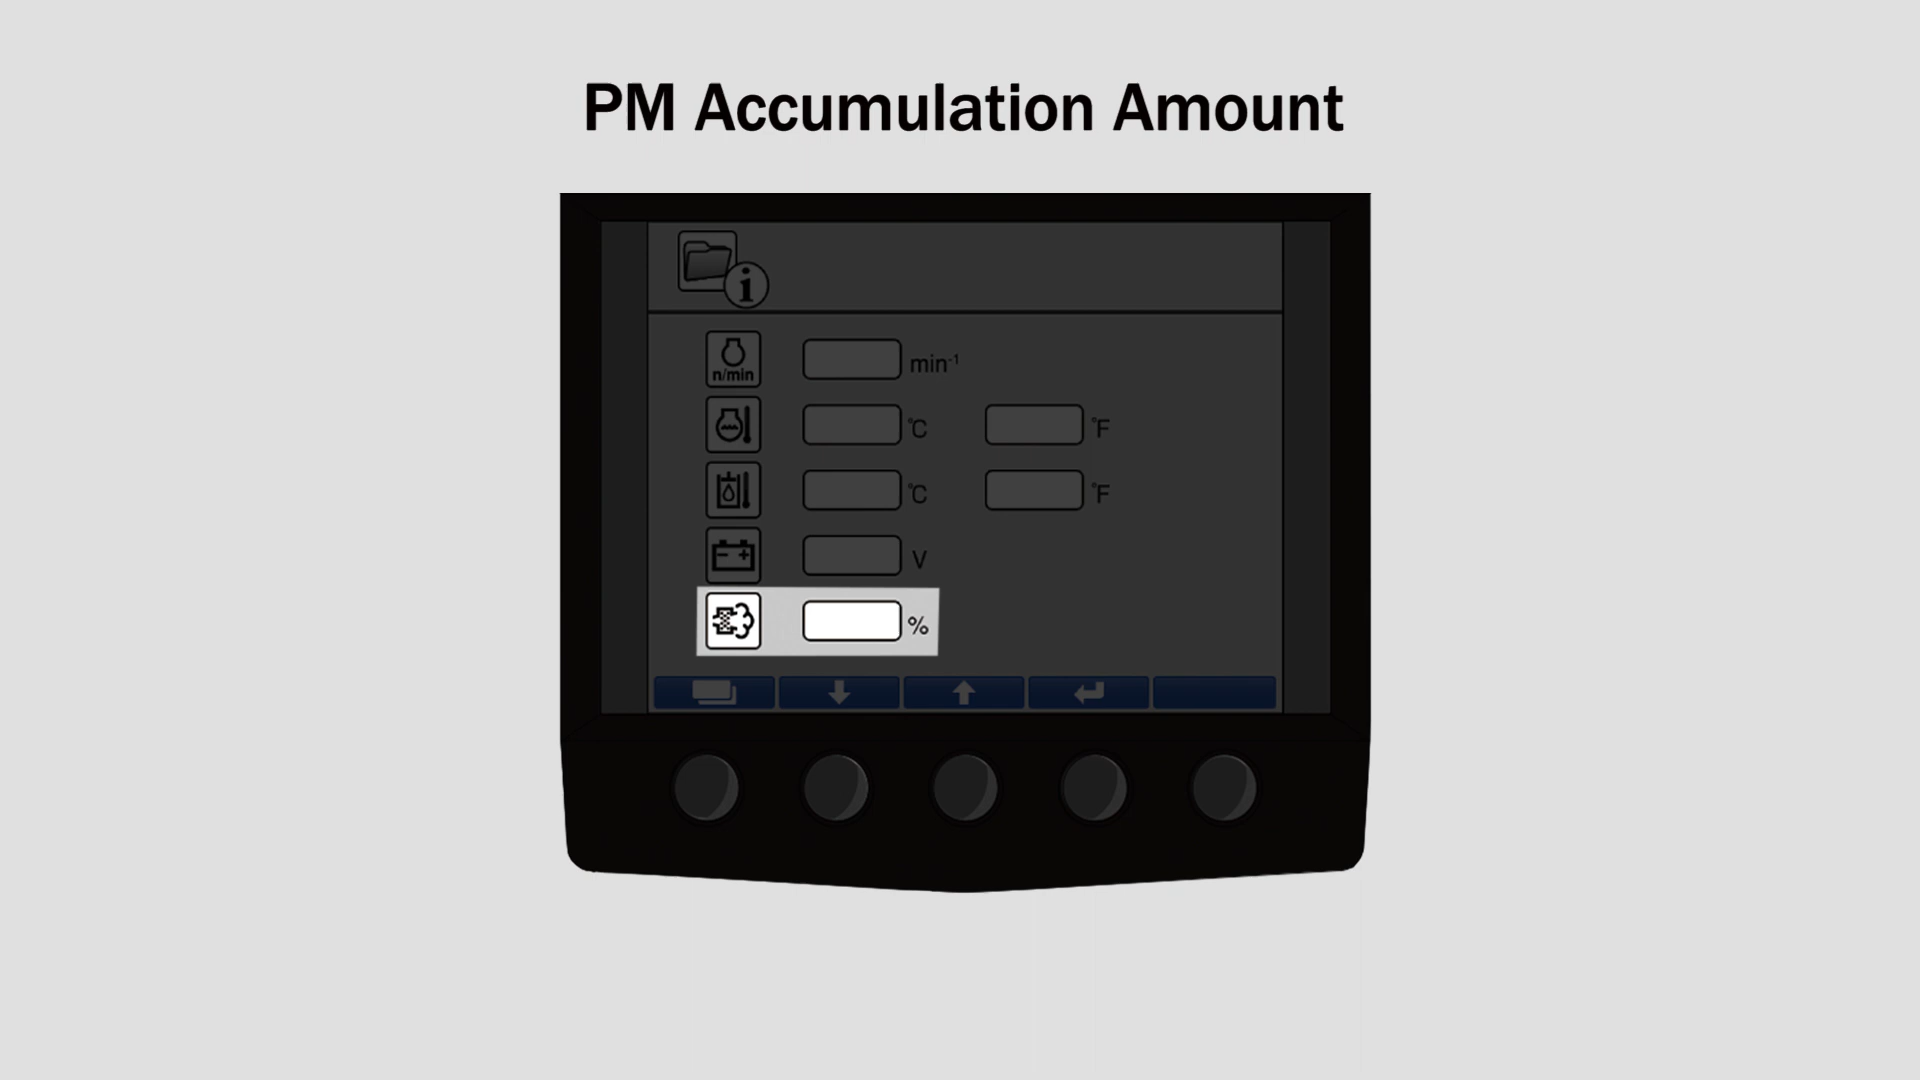 PM Accumulation Amount
i
n/min
min⁻¹
°C
°F
°C
°F
V
%